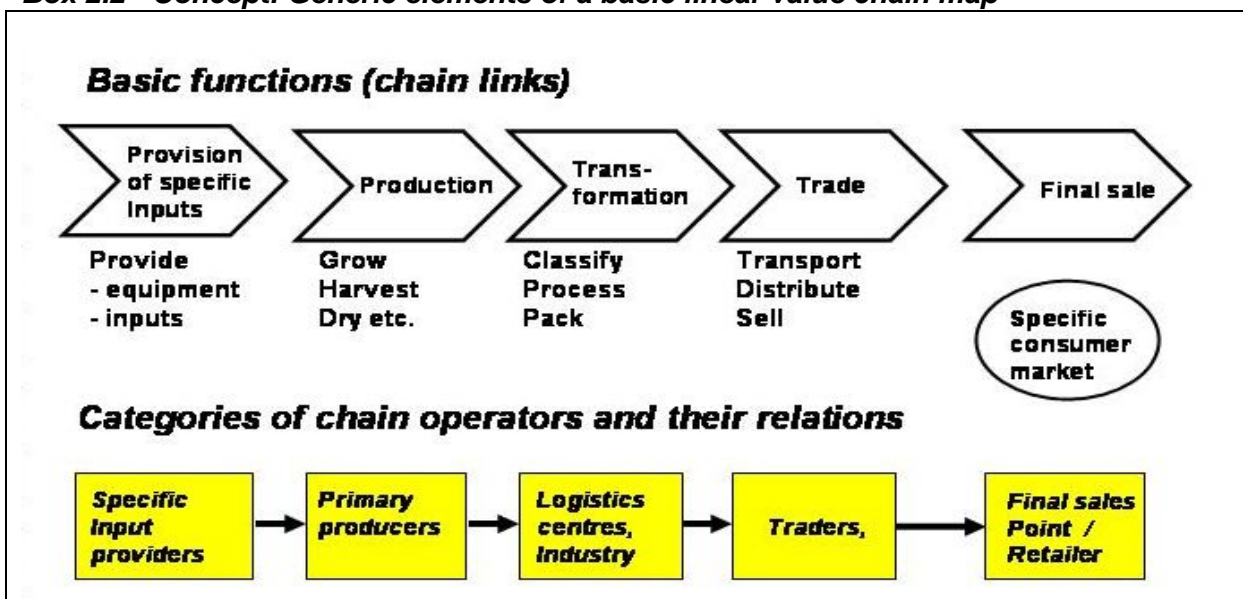 Box 2.2 Concept: Generic elements of a basic linear value chain map
Basic functions (chain links)
Provision
of specific
Inputs
Production
Trans-
formation
Trade
Final sale
Provide
- equipment
- inputs
Grow
Harvest
Dry etc.
Classify
Process
Pack
Transport
Distribute
Sell
Specific
consumer
market
Categories of chain operators and their relations
Specific
Input
providers
Primary
producers
Logistics
centres,
Industry
Traders,
Final sales
Point /
Retailer